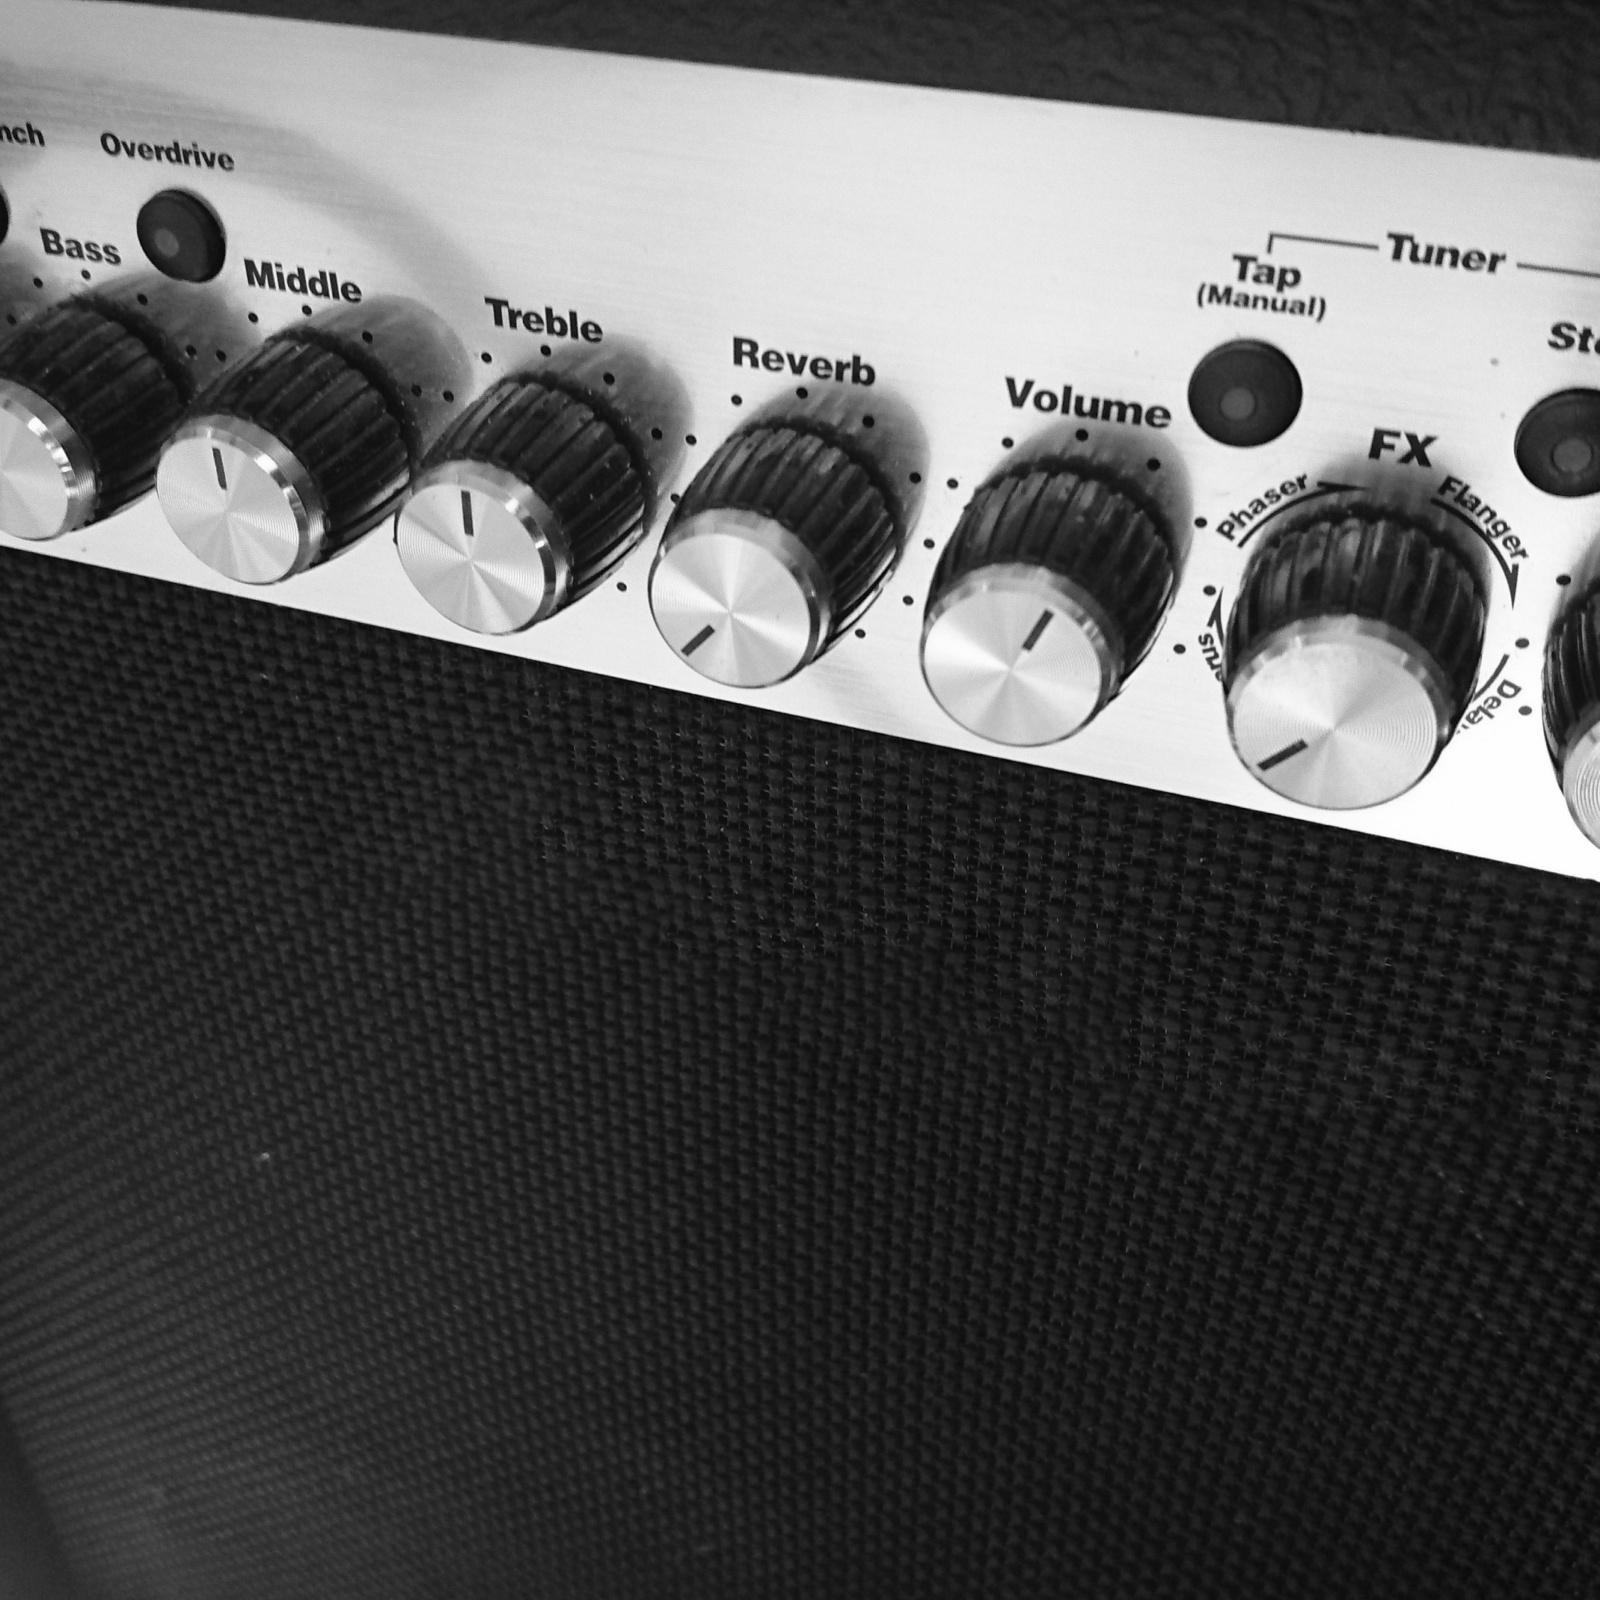 Overdrive
Bass
Middle
Treble
Reverb
Volume
Tap
(Manual)
Tuner
FX
Phaser
Flanger